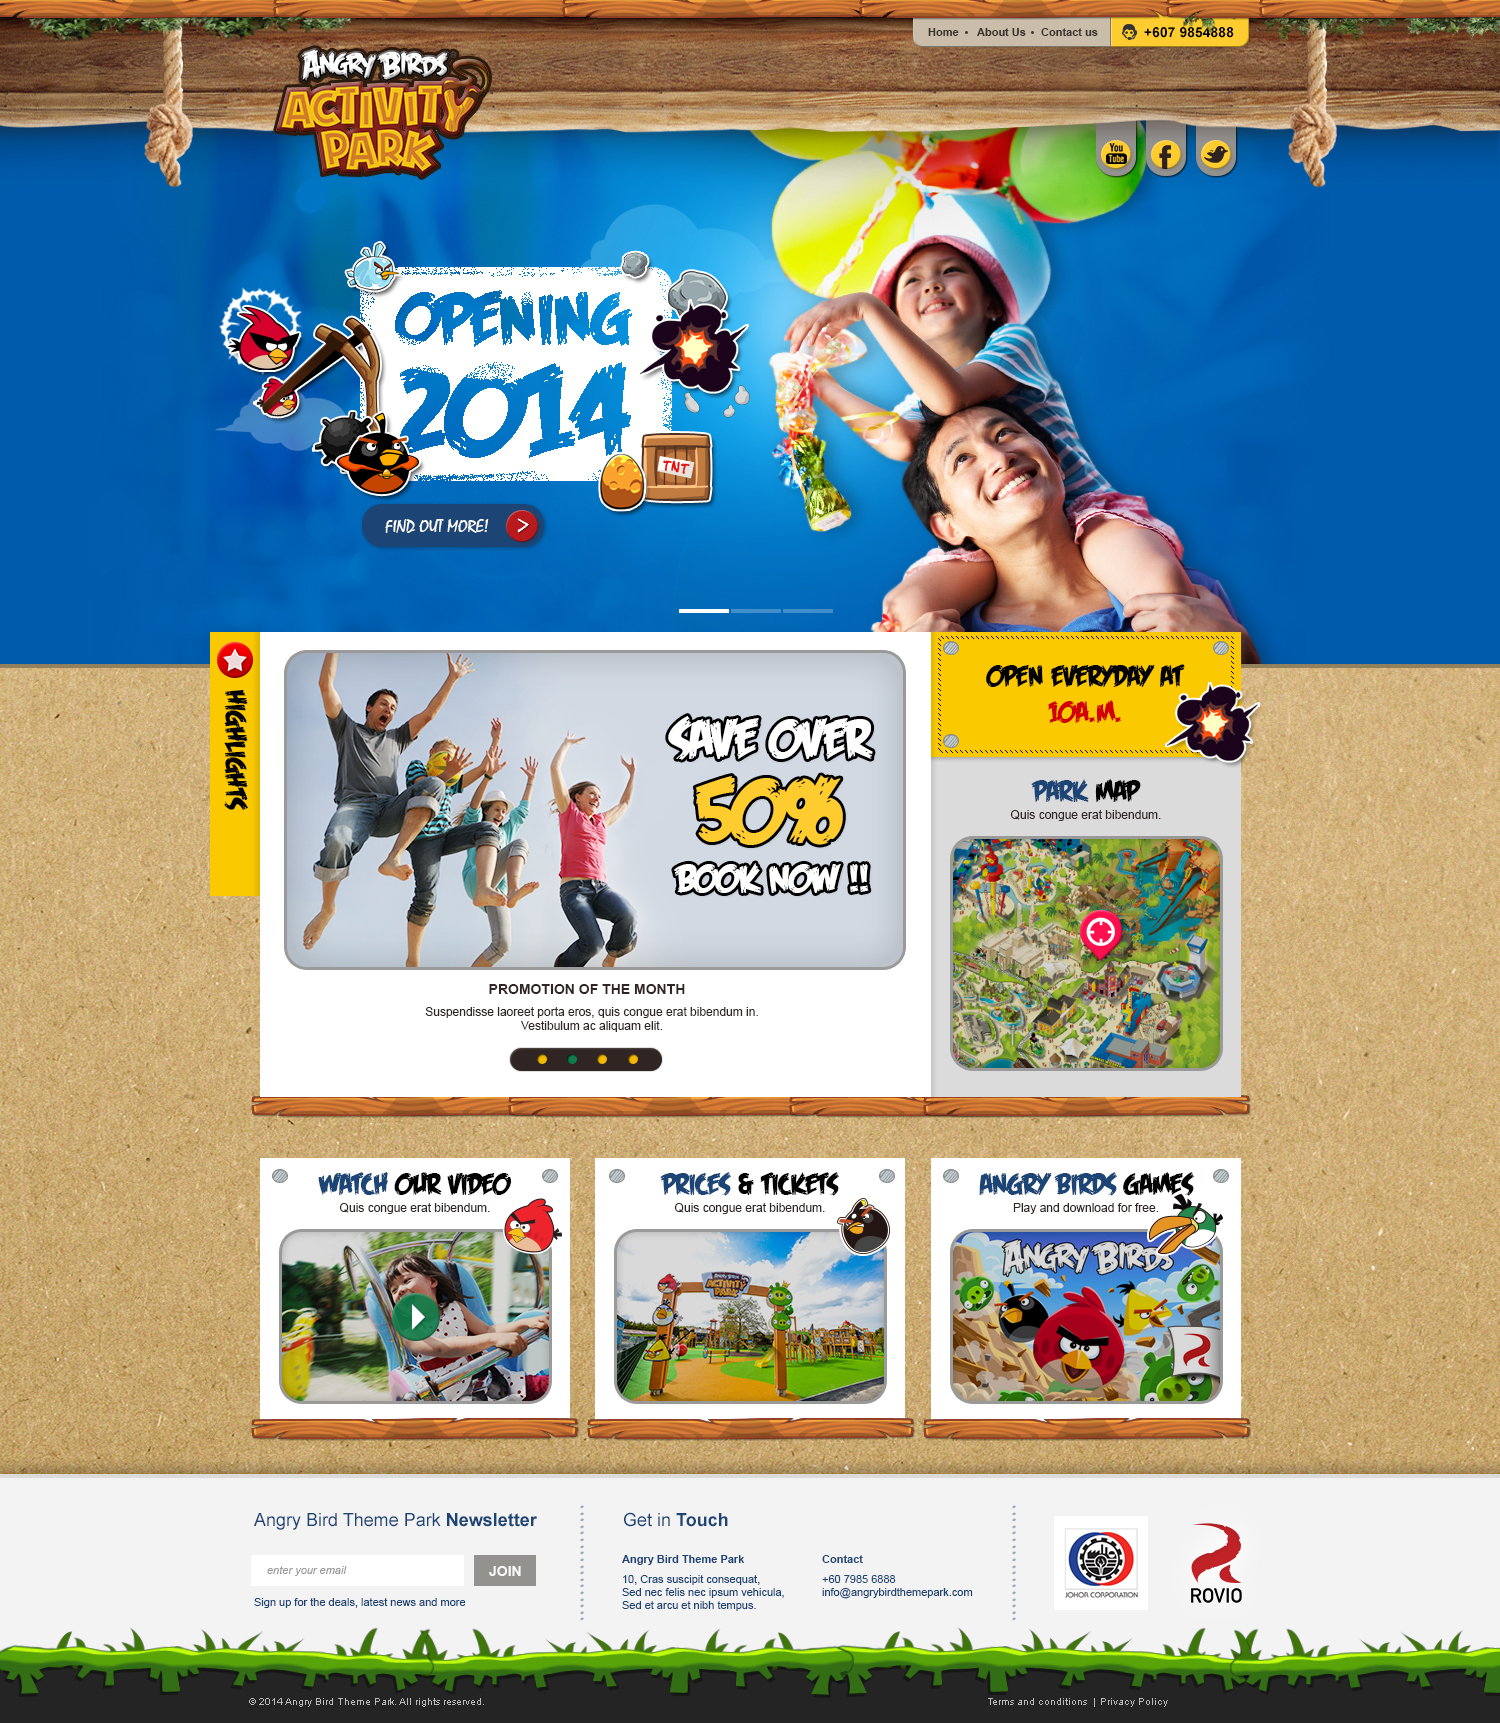 Home • About Us • Contact us
+607 9854888
ANGRY BIRDS
ACTIVITY
PARK
You
Tube
OPENING
2014
TNT
FIND OUT MORE!
HIGHLIGHTS
SAVE OVER
50%
BOOK NOW !!
PROMOTION OF THE MONTH
Suspendisse laoreet porta eros, quis congue erat bibendum in.
Vestibulum ac aliquam elit.
OPEN EVERYDAY AT
10A.M.
PARK MAP
Quis congue erat bibendum.
WATCH OUR VIDEO
Quis congue erat bibendum.
PRICES & TICKETS
Quis congue erat bibendum.
ANGRY BIRDS
ACTIVITY
PARK
ANGRY BIRDS GAMES
Play and download for free.
ANGRY BIRDS
Angry Bird Theme Park Newsletter
enter your email
JOIN
Sign up for the deals, latest news and more
Get in Touch
Angry Bird Theme Park
10, Cras suscipit consequat,
Sed nec felis nec ipsum vehicula,
Sed et arcu et nibh tempus.
Contact
+60 7985 6888
info@angrybirdthemepark.com
JOHOR CORPORATION
ROVIO
© 2014 Angry Bird Theme Park. All rights reserved.
Terms and conditions | Privacy Policy